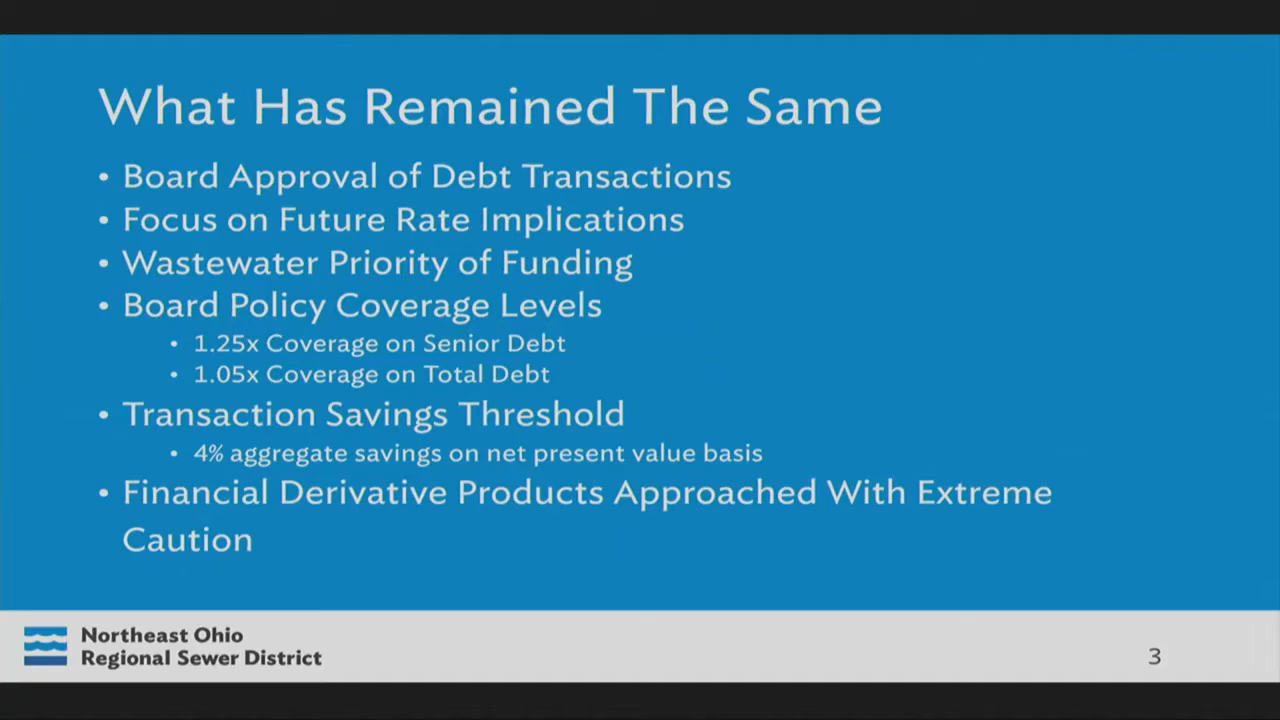 What Has Remained The Same
• Board Approval of Debt Transactions
• Focus on Future Rate Implications
• Wastewater Priority of Funding
• Board Policy Coverage Levels
• 1.25x Coverage on Senior Debt
• 1.05x Coverage on Total Debt
• Transaction Savings Threshold
• 4% aggregate savings on net present value basis
• Financial Derivative Products Approached With Extreme
Caution
Northeast Ohio
Regional Sewer District
3